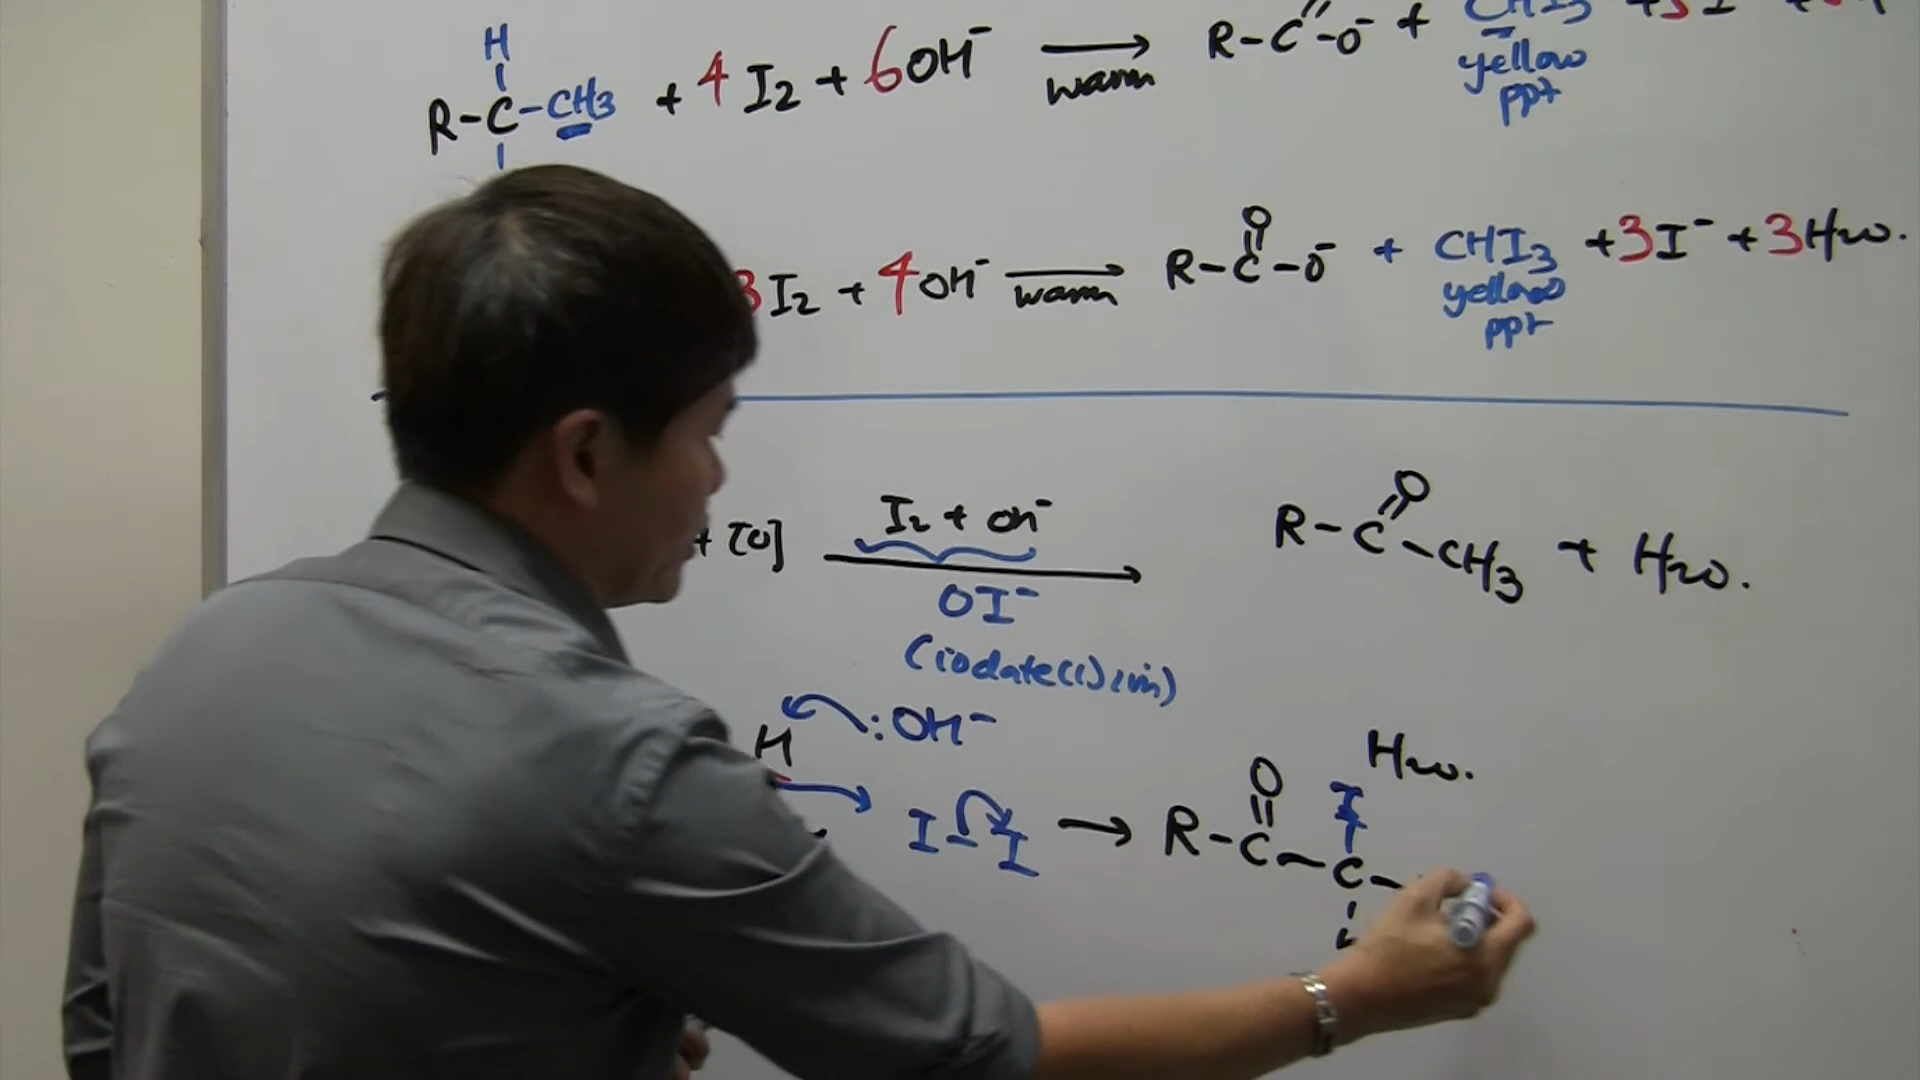 H
R-C-CH3 + 4 I2 + 6OH⁻ → R-C-O⁻ + CHI3 + 3I
warm
yellow
ppt
O
3I2 + 4OH⁻ → R-C-O⁻ + CHI3 + 3I⁻ + 3H2O.
warm
yellow
ppt
+ [O] I2 + OH⁻ → R-C=O-CH3 + H2O.
OI⁻
(iodate(I) ion)
H :OH⁻ H2O.
I-I → R-C-C-
O I